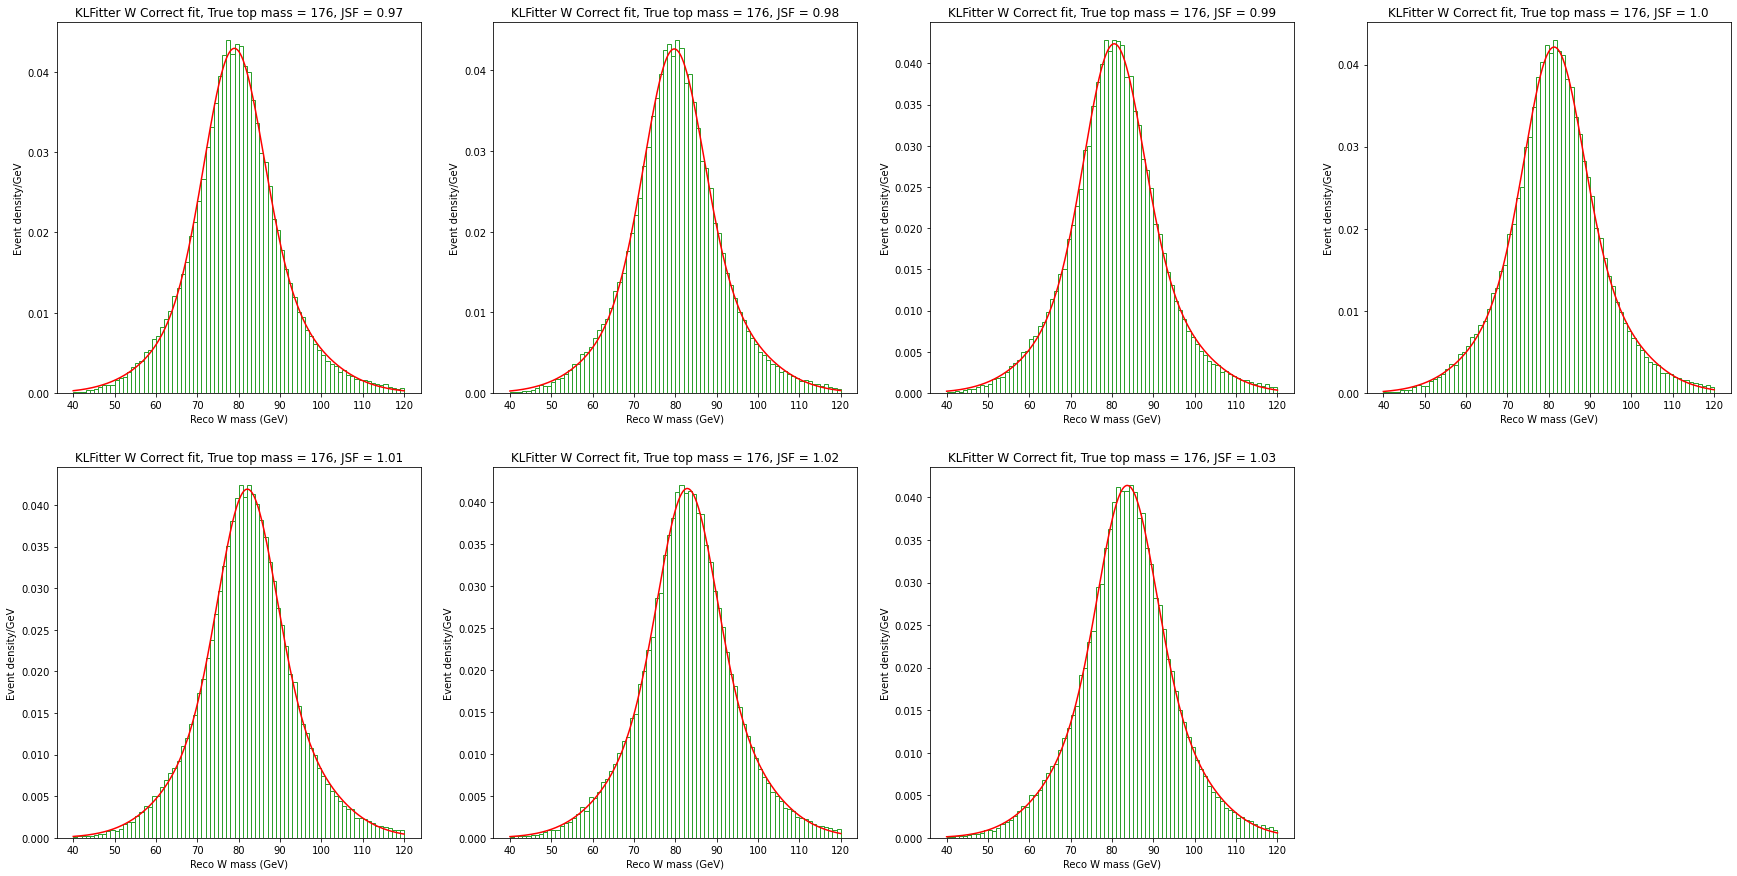 KLFitter W Correct fit, True top mass = 176, JSF = 0.97
Event density/GeV
0.04
0.03
0.02
0.01
0.00
40 50 60 70 80 90 100 110 120
Reco W mass (GeV)
KLFitter W Correct fit, True top mass = 176, JSF = 0.98
Event density/GeV
0.04
0.03
0.02
0.01
0.00
40 50 60 70 80 90 100 110 120
Reco W mass (GeV)
KLFitter W Correct fit, True top mass = 176, JSF = 0.99
Event density/GeV
0.040
0.035
0.030
0.025
0.020
0.015
0.010
0.005
0.000
40 50 60 70 80 90 100 110 120
Reco W mass (GeV)
KLFitter W Correct fit, True top mass = 176, JSF = 1.0
Event density/GeV
0.04
0.03
0.02
0.01
0.00
40 50 60 70 80 90 100 110 120
Reco W mass (GeV)
KLFitter W Correct fit, True top mass = 176, JSF = 1.01
Event density/GeV
0.040
0.035
0.030
0.025
0.020
0.015
0.010
0.005
0.000
40 50 60 70 80 90 100 110 120
Reco W mass (GeV)
KLFitter W Correct fit, True top mass = 176, JSF = 1.02
Event density/GeV
0.040
0.035
0.030
0.025
0.020
0.015
0.010
0.005
0.000
40 50 60 70 80 90 100 110 120
Reco W mass (GeV)
KLFitter W Correct fit, True top mass = 176, JSF = 1.03
Event density/GeV
0.040
0.035
0.030
0.025
0.020
0.015
0.010
0.005
0.000
40 50 60 70 80 90 100 110 120
Reco W mass (GeV)